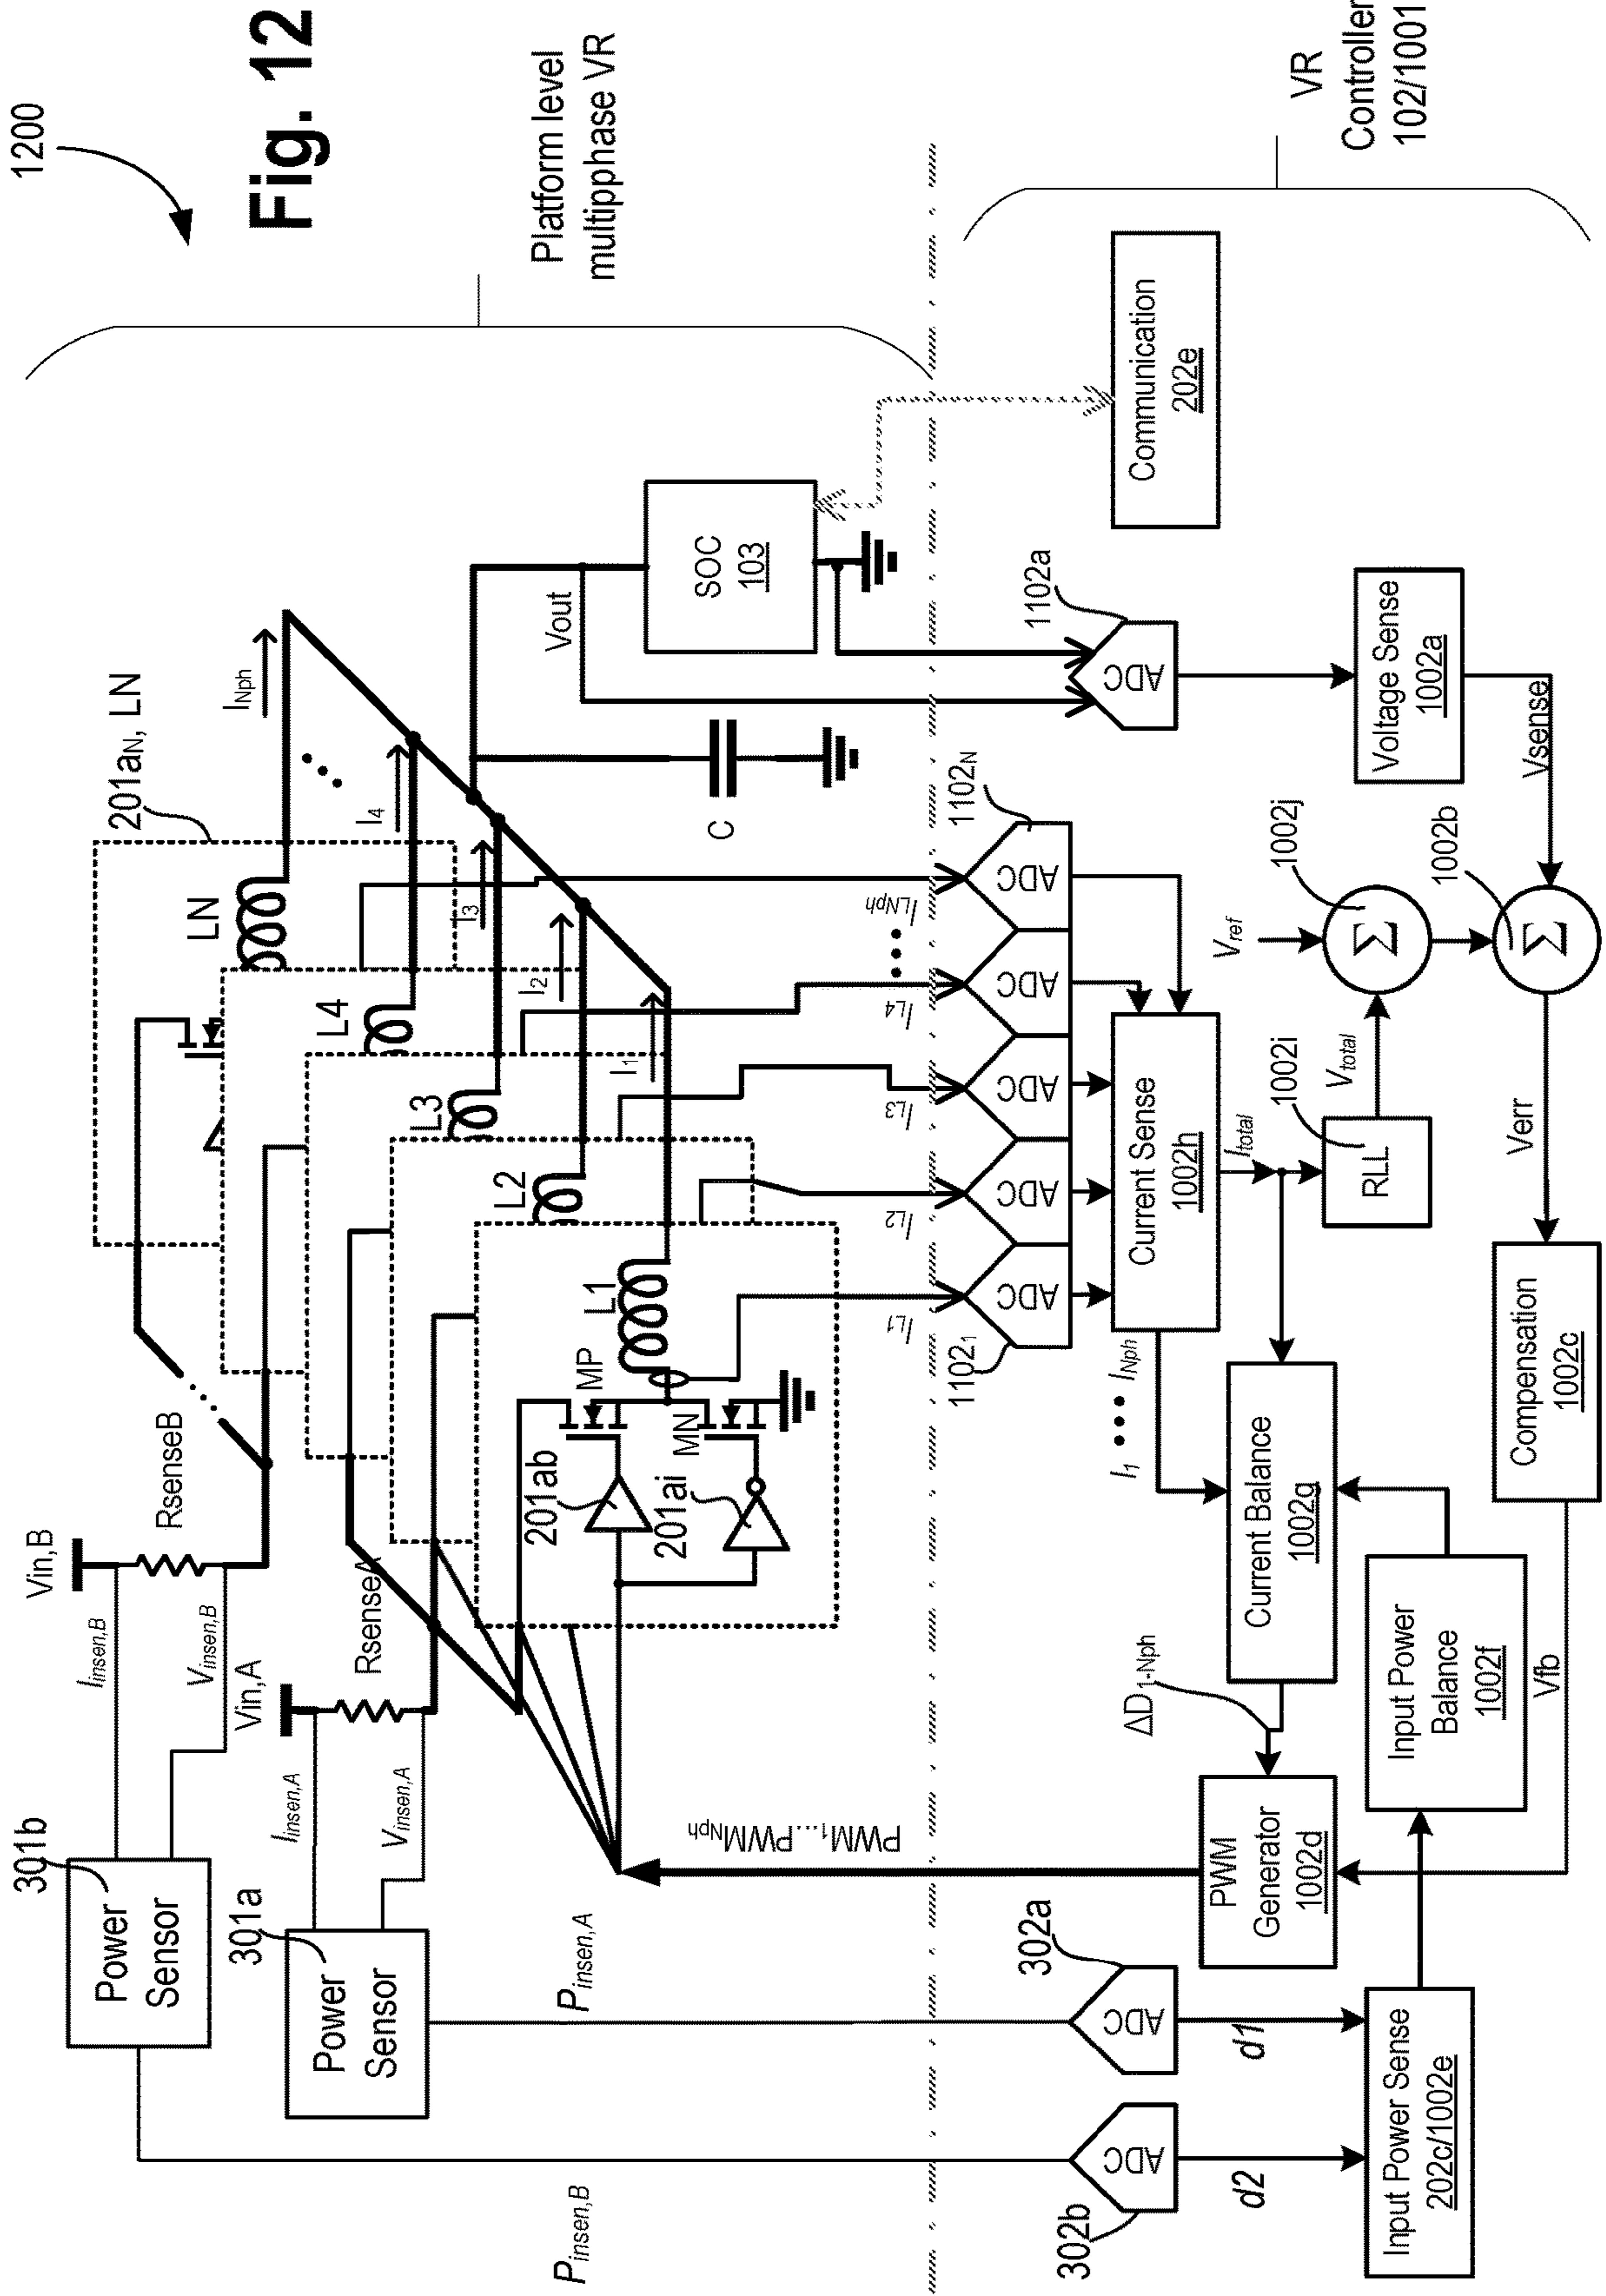 1200
Fig. 12
Platform level
multipphase VR
VR
Controller
102/1001
301b
Power
Sensor
301a
Power
Sensor
Vin,B
RsenseB
Iinsen,B
Vinsen,B
Vin,A
RsenseA
Iinsen,A
Vinsen,A
201aN, LN
LN
L4
L3
L2
L1
INph
I4
I3
I2
I1
201ab
201ai
MP
MN
Vout
C
SOC
103
Pinsen,B
Pinsen,A
PWM1....PWMNph
IL1
IL2
IL3
IL4
ILNph
302b
ADC
302a
ADC
11021
ADC
ADC
ADC
ADC
ADC
1102N
1102a
ADC
Communication
202e
d2
d1
Input Power Sense
202c/1002e
PWM
Generator
1002d
ΔD1-Nph
Current Balance
1002g
Input Power
Balance
1002f
I1 •••• INph
Current Sense
1002h
Itotal
RLL
1002i
Vtotal
Vref
Σ
1002j
Σ
1002b
Voltage Sense
1002a
Vsense
Verr
Compensation
1002c
Vfb